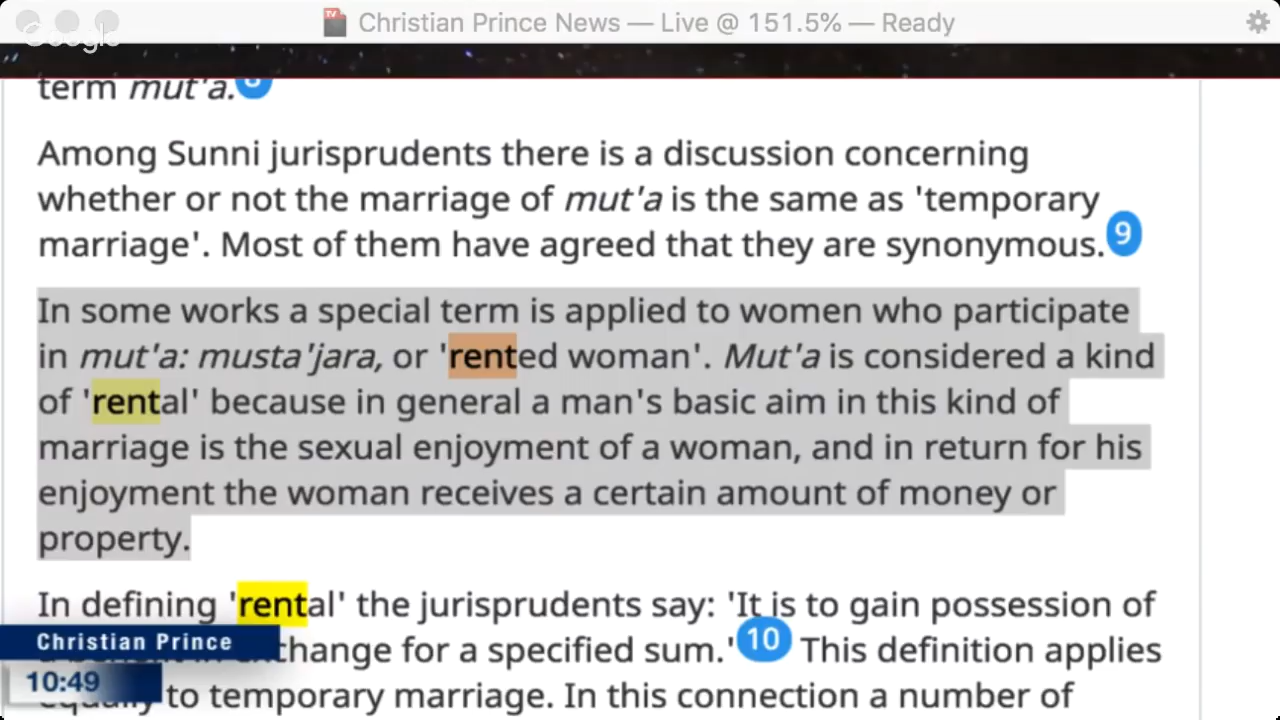 Christian Prince News — Live @ 151.5% — Ready
Google
term mut'a.
Among Sunni jurisprudents there is a discussion concerning
whether or not the marriage of mut'a is the same as 'temporary
marriage'. Most of them have agreed that they are synonymous. 9
In some works a special term is applied to women who participate
in mut'a: musta'jara, or 'rented woman'. Mut'a is considered a kind
of 'rental' because in general a man's basic aim in this kind of
marriage is the sexual enjoyment of a woman, and in return for his
enjoyment the woman receives a certain amount of money or
property.
In defining 'rental' the jurisprudents say: 'It is to gain possession of
exchange for a specified sum.' 10 This definition applies
Christian Prince
equally to temporary marriage. In this connection a number of
10:49